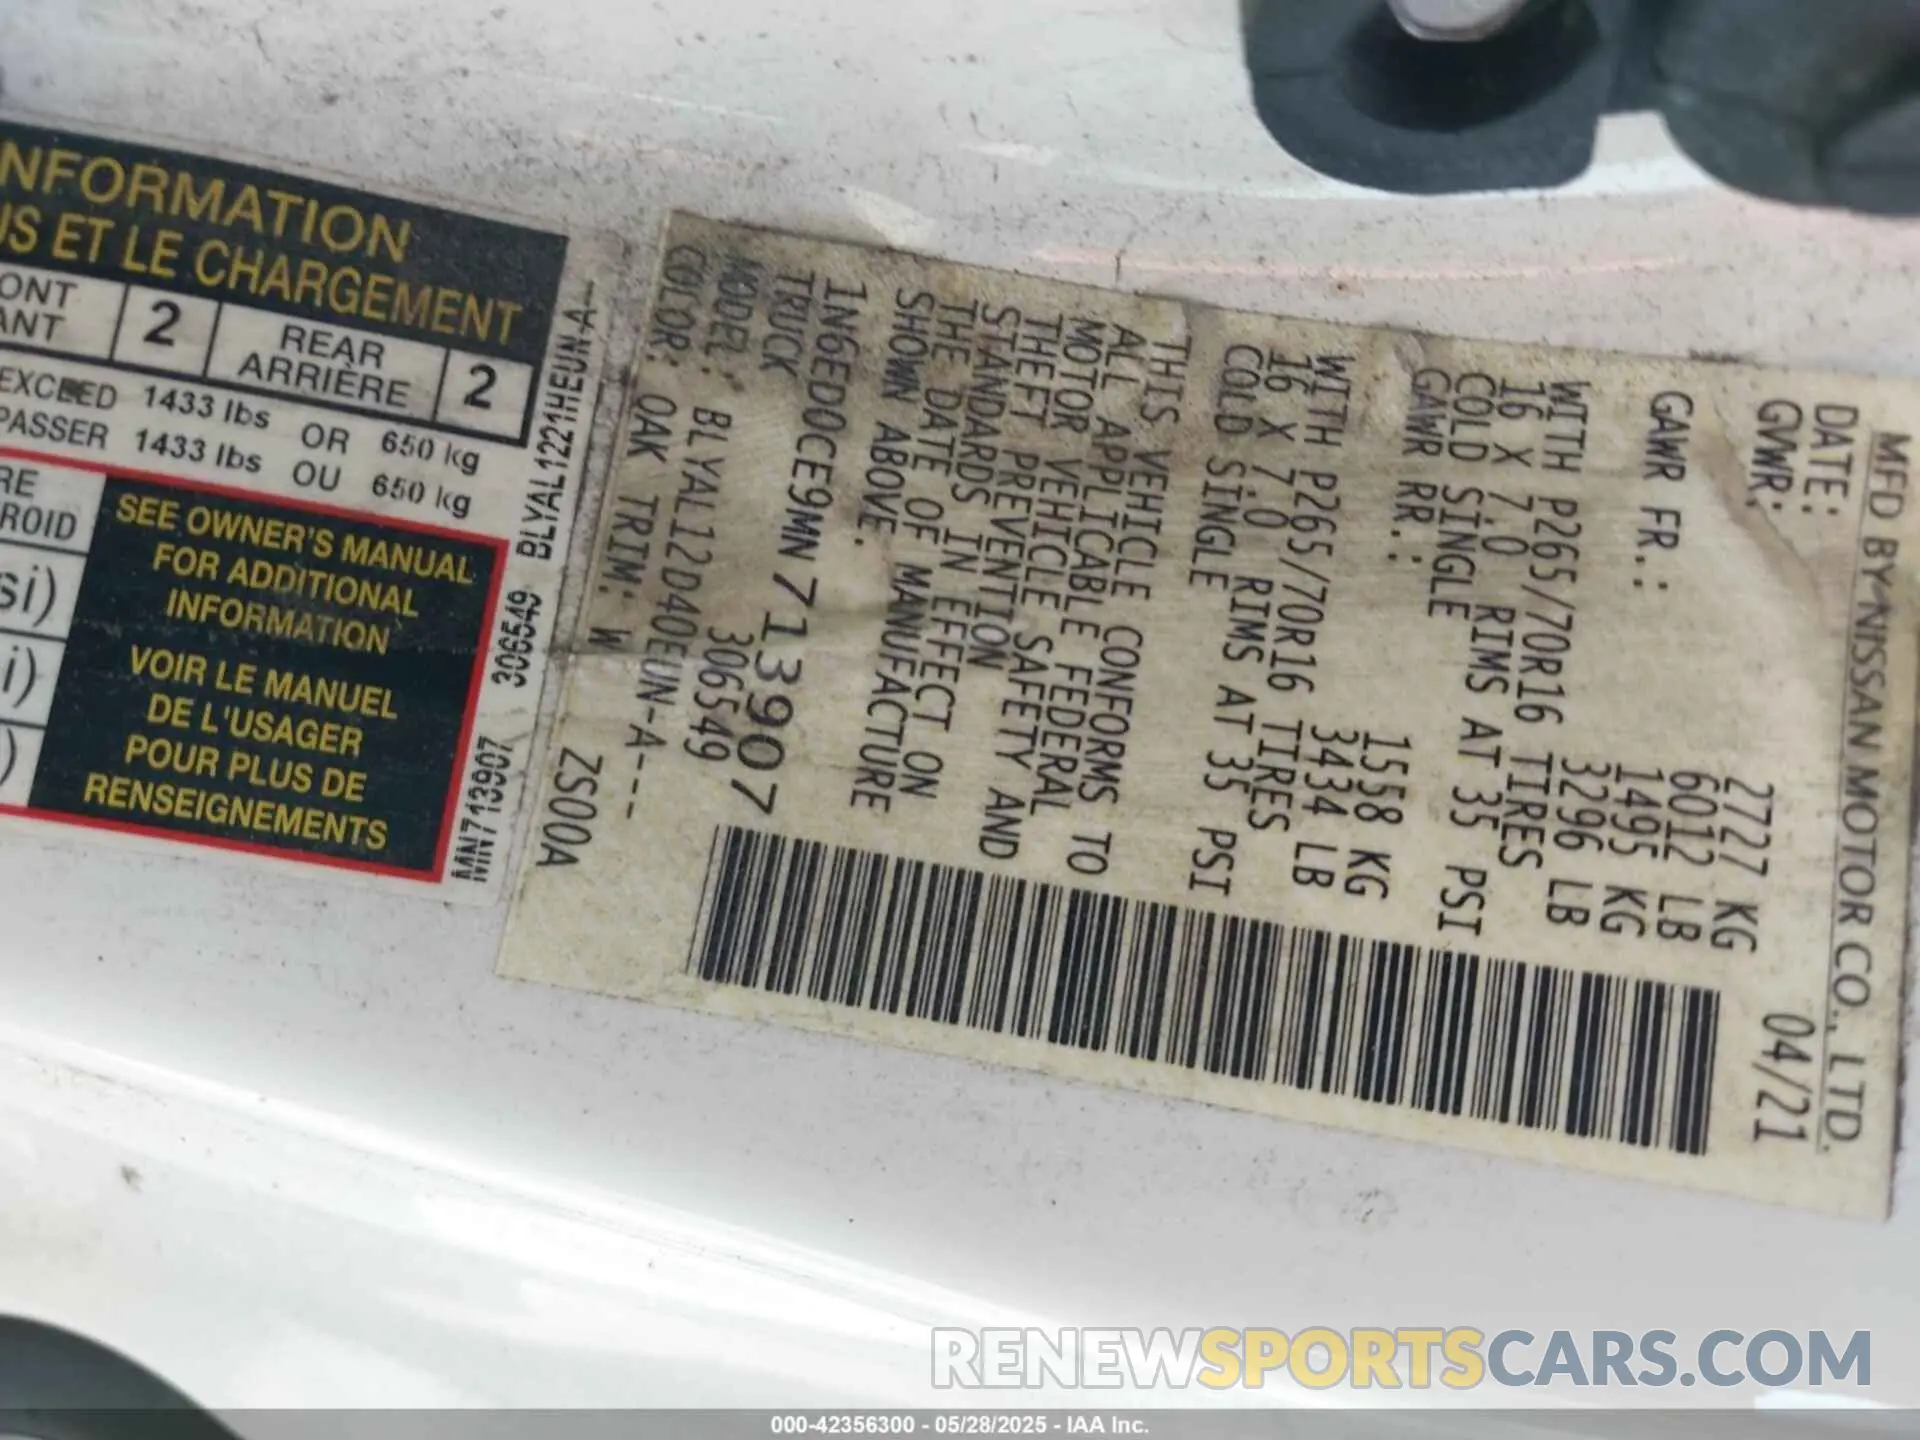 NFORMATION
US ET LE CHARGEMENT
ONT
ANT
2
REAR
ARRIÈRE
2
EXCEED 1433 lbs OR 650 kg
PASSER 1433 lbs OU 650 kg
RE
ROID
SEE OWNER'S MANUAL
FOR ADDITIONAL
INFORMATION
VOIR LE MANUEL
DE L'USAGER
POUR PLUS DE
RENSEIGNEMENTS
si)
i)
)
MN713907 306549 BLYAL1221HEUN-A--
MFD BY NISSAN MOTOR CO., LTD.
DATE: 04/21
GVWR: 2727 KG
6012 LB
GAWR FR.: 1495 KG
3296 LB
WITH P265/70R16 TIRES
16 X 7.0 RIMS AT 35 PSI
COLD SINGLE
GAWR RR.: 1558 KG
3434 LB
WITH P265/70R16 TIRES
16 X 7.0 RIMS AT 35 PSI
COLD SINGLE
THIS VEHICLE CONFORMS TO
ALL APPLICABLE FEDERAL
MOTOR VEHICLE SAFETY AND
THEFT PREVENTION
STANDARDS IN EFFECT ON
THE DATE OF MANUFACTURE
SHOWN ABOVE.
1N6ED0CE9MN713907
TRUCK 306549
MODEL: BLYAL12D40EUN-A---
COLOR: QAK TRIM: W ZS00A
RENEWSPORTSCARS.COM
000-42356300 - 05/28/2025 - IAA Inc.